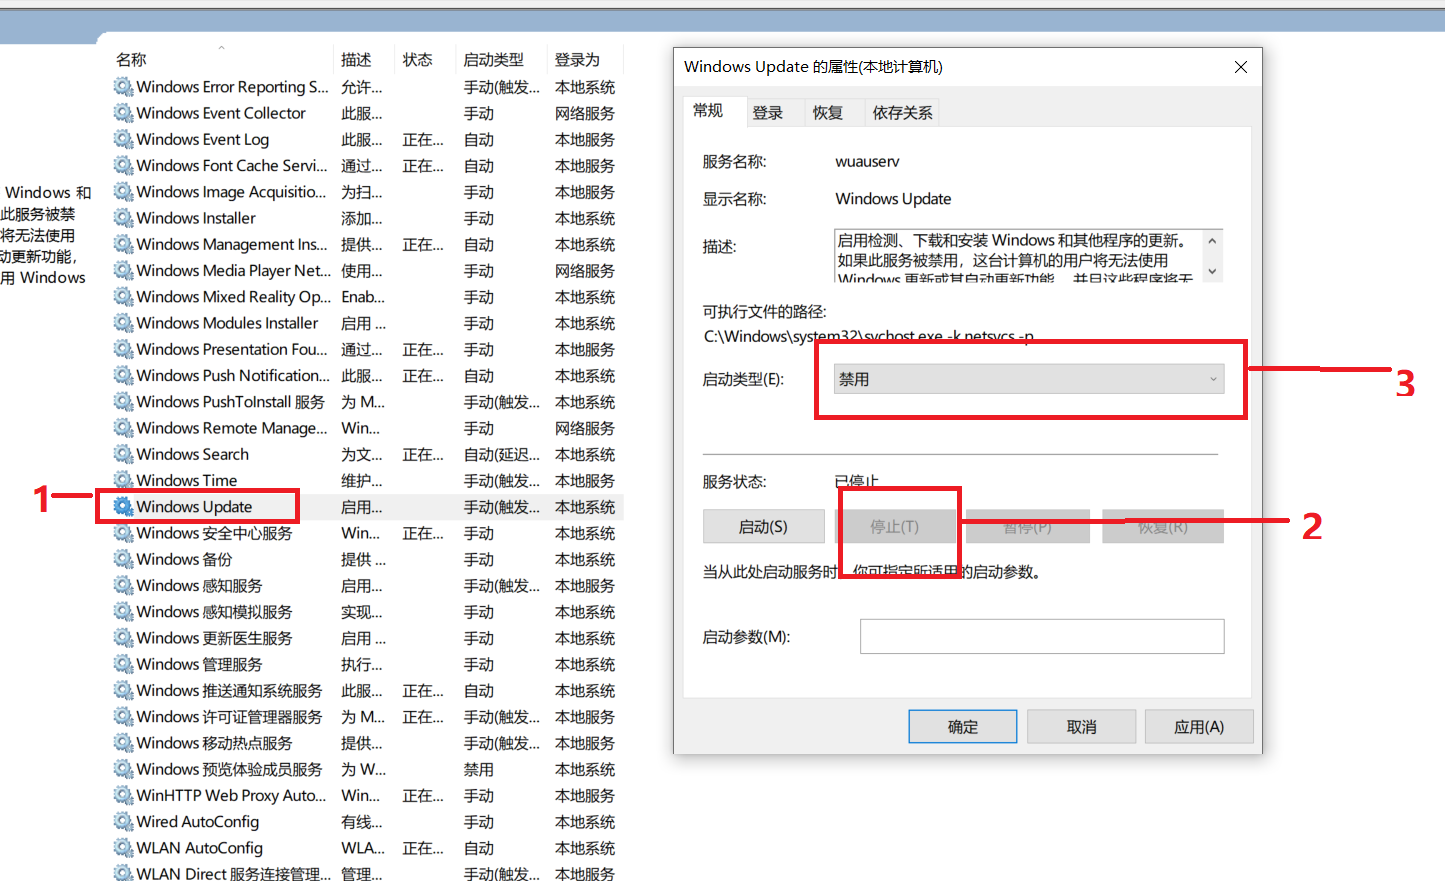 名称 描述 状态 启动类型 登录为
Windows Error Reporting S... 允许... 手动(触发... 本地系统
Windows Event Collector 此服... 手动 网络服务
Windows Event Log 此服... 正在... 自动 本地服务
Windows Font Cache Servi... 通过... 正在... 自动 本地服务
Windows Image Acquisitio... 为扫... 手动 本地服务
Windows Installer 添加... 手动 本地系统
Windows Management Ins... 提供... 正在... 自动 本地系统
Windows Media Player Net... 使用... 手动 网络服务
Windows Mixed Reality Op... Enab... 手动 本地系统
Windows Modules Installer 启用 ... 手动 本地系统
Windows Presentation Fou... 通过... 正在... 手动 本地服务
Windows Push Notification... 此服... 正在... 自动 本地系统
Windows PushToInstall 服务 为 M... 手动(触发... 本地系统
Windows Remote Manage... Win... 手动 网络服务
Windows Search 为文... 正在... 自动(延迟... 本地系统
Windows Time 维护... 手动(触发... 本地服务
Windows Update 启用... 手动(触发... 本地系统
Windows 安全中心服务 Win... 正在... 手动 本地系统
Windows 备份 提供 ... 手动 本地系统
Windows 感知服务 启用... 手动(触发... 本地服务
Windows 感知模拟服务 实现... 手动 本地系统
Windows 更新医生服务 启用 ... 手动 本地系统
Windows 管理服务 执行... 手动 本地系统
Windows 推送通知系统服务 此服... 正在... 自动 本地系统
Windows 许可证管理器服务 为 M... 正在... 手动(触发... 本地服务
Windows 移动热点服务 提供... 手动(触发... 本地服务
Windows 预览体验成员服务 为 W... 禁用 本地系统
WinHTTP Web Proxy Auto... Win... 正在... 手动 本地服务
Wired AutoConfig 有线... 手动 本地系统
WLAN AutoConfig WLA... 正在... 自动 本地系统
WLAN Direct 服务连接管理... 管理... 手动(触发... 本地服务
Windows 和
此服务被禁
将无法使用
动更新功能，
用 Windows
1
Windows Update 的属性(本地计算机)
常规 登录 恢复 依存关系
服务名称: wuauserv
显示名称: Windows Update
描述: 启用检测、下载和安装 Windows 和其他程序的更新。
如果此服务被禁用，这台计算机的用户将无法使用
Windows 更新或其自动更新功能，并且这些程序将无
可执行文件的路径:
C:\Windows\system32\svchost.exe -k netsvcs -p
启动类型(E): 禁用
3
服务状态: 已停止
启动(S) 停止(T) 暂停(P) 恢复(R)
2
当从此处启动服务时，你可指定所适用的启动参数。
启动参数(M):
确定 取消 应用(A)